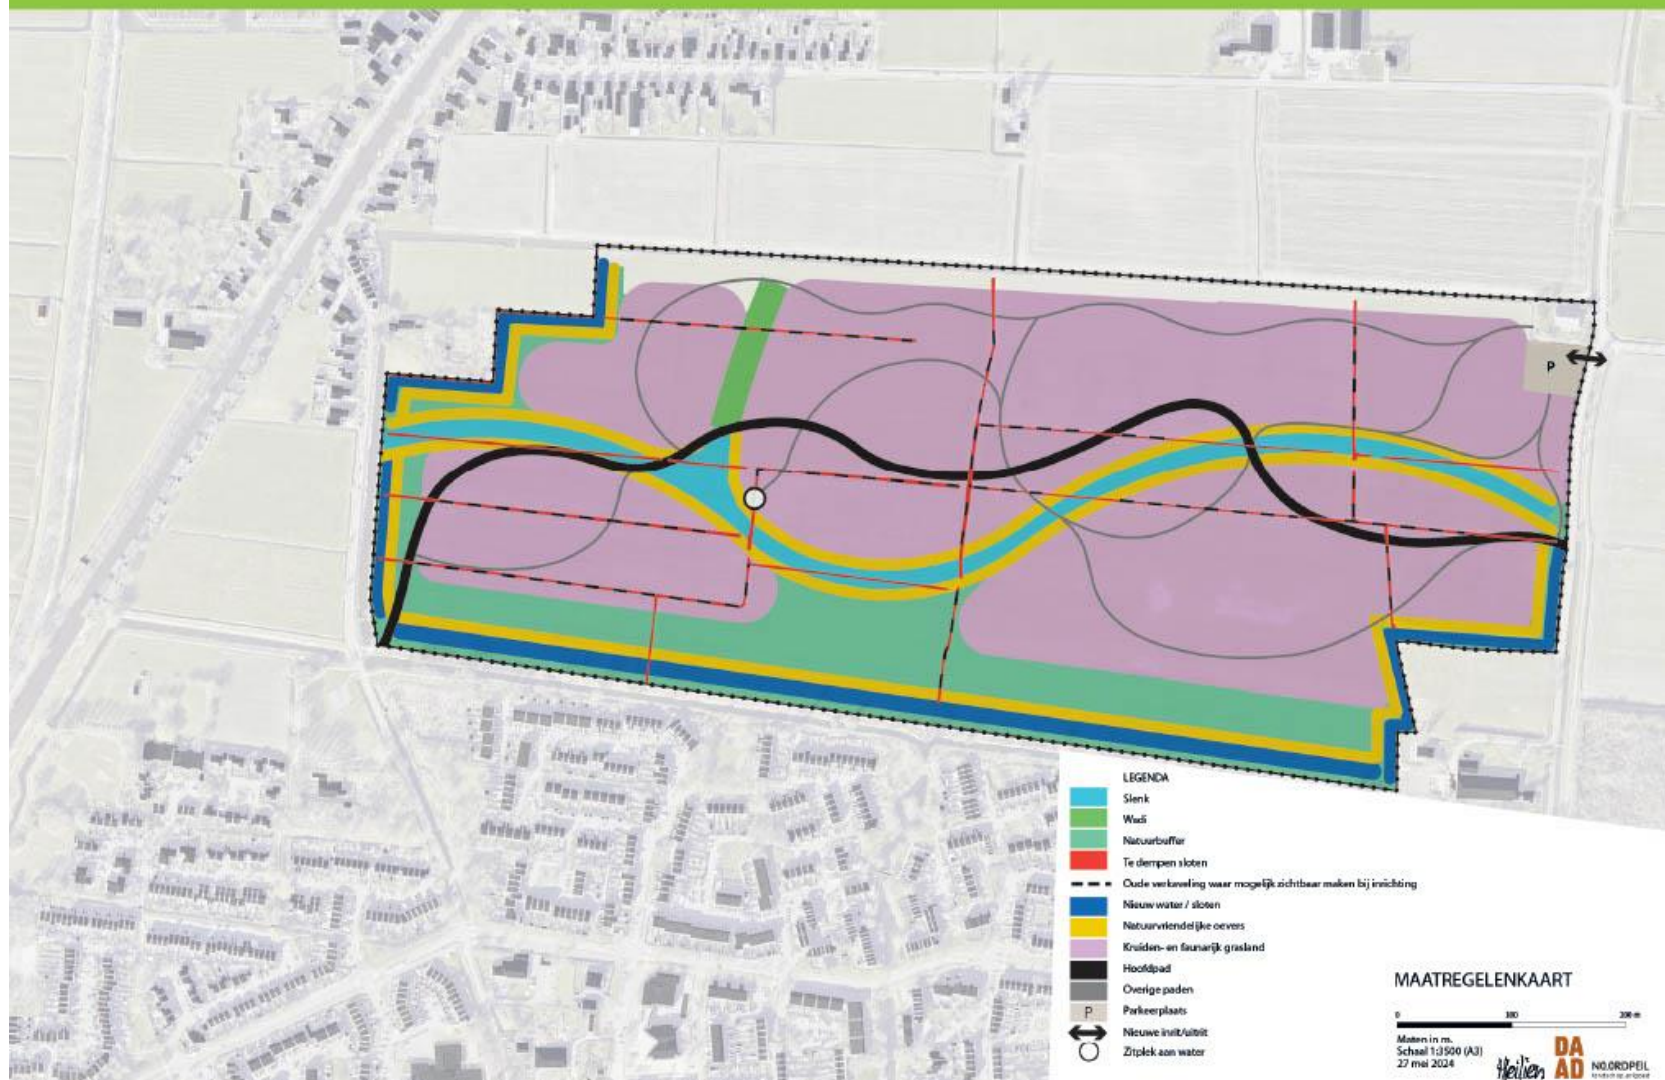 P
LEGENDA
Slenk
Wadi
Natuurbuffer
Te dempen sloten
Oude verkaveling waar mogelijk zichtbaar maken bij inrichting
Nieuw water / sloten
Natuurvriendelijke oevers
Kruiden- en faunarijk grasland
Hoofdpad
Overige paden
P Parkeerplaats
Nieuwe inrit/uitrit
Zitplek aan water
MAATREGELENKAART
0 100 200 m
Maten in m.
Schaal 1:3500 (A3)
27 mei 2024
Heilien
DA
AD
NOORDPEIL